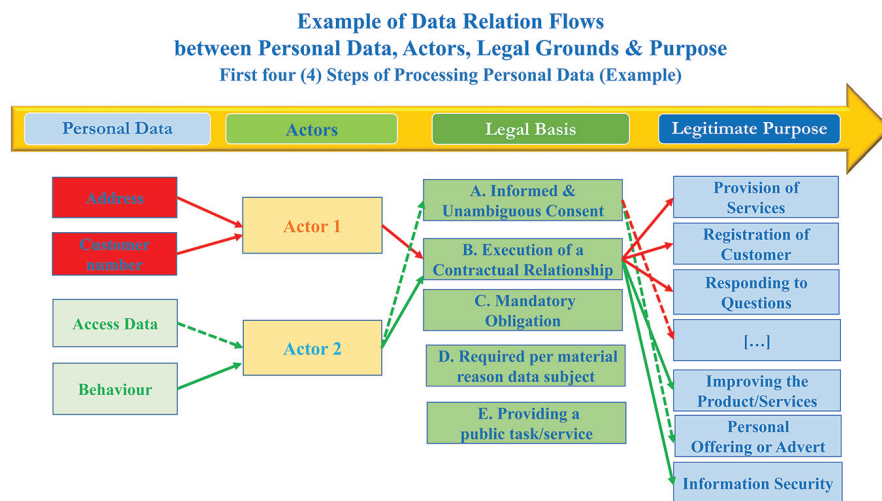 Example of Data Relation Flows
between Personal Data, Actors, Legal Grounds & Purpose
First four (4) Steps of Processing Personal Data (Example)
Personal Data
Actors
Legal Basis
Legitimate Purpose
Address
Customer
number
Access Data
Behaviour
Actor 1
Actor 2
A. Informed &
Unambiguous Consent
B. Execution of a
Contractual Relationship
C. Mandatory
Obligation
D. Required per material
reason data subject
E. Providing a
public task/service
Provision of
Services
Registration of
Customer
Responding to
Questions
[…]
Improving the
Product/Services
Personal
Offering or Advert
Information Security